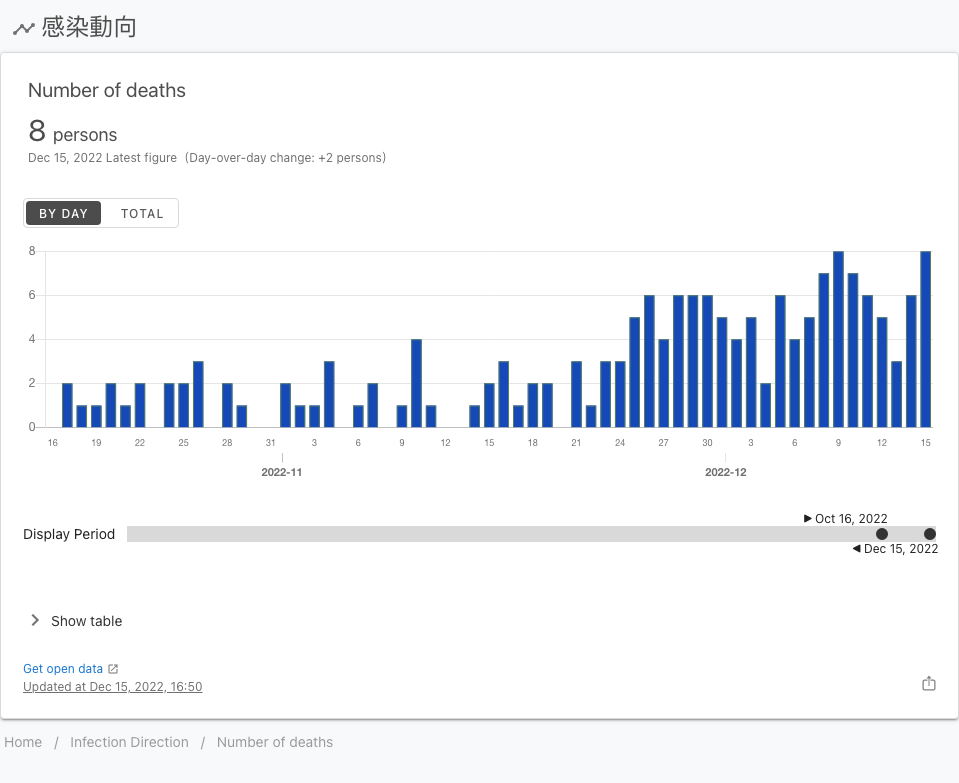 感染動向
Number of deaths
8 persons
Dec 15, 2022 Latest figure (Day-over-day change: +2 persons)
BY DAY TOTAL
8
6
4
2
0
16 19 22 25 28 31 3 6 9 12 15 18 21 24 27 30 3 6 9 12 15
2022-11 2022-12
Oct 16, 2022
Display Period
Dec 15, 2022
Show table
Get open data
Updated at Dec 15, 2022, 16:50
Home / Infection Direction / Number of deaths